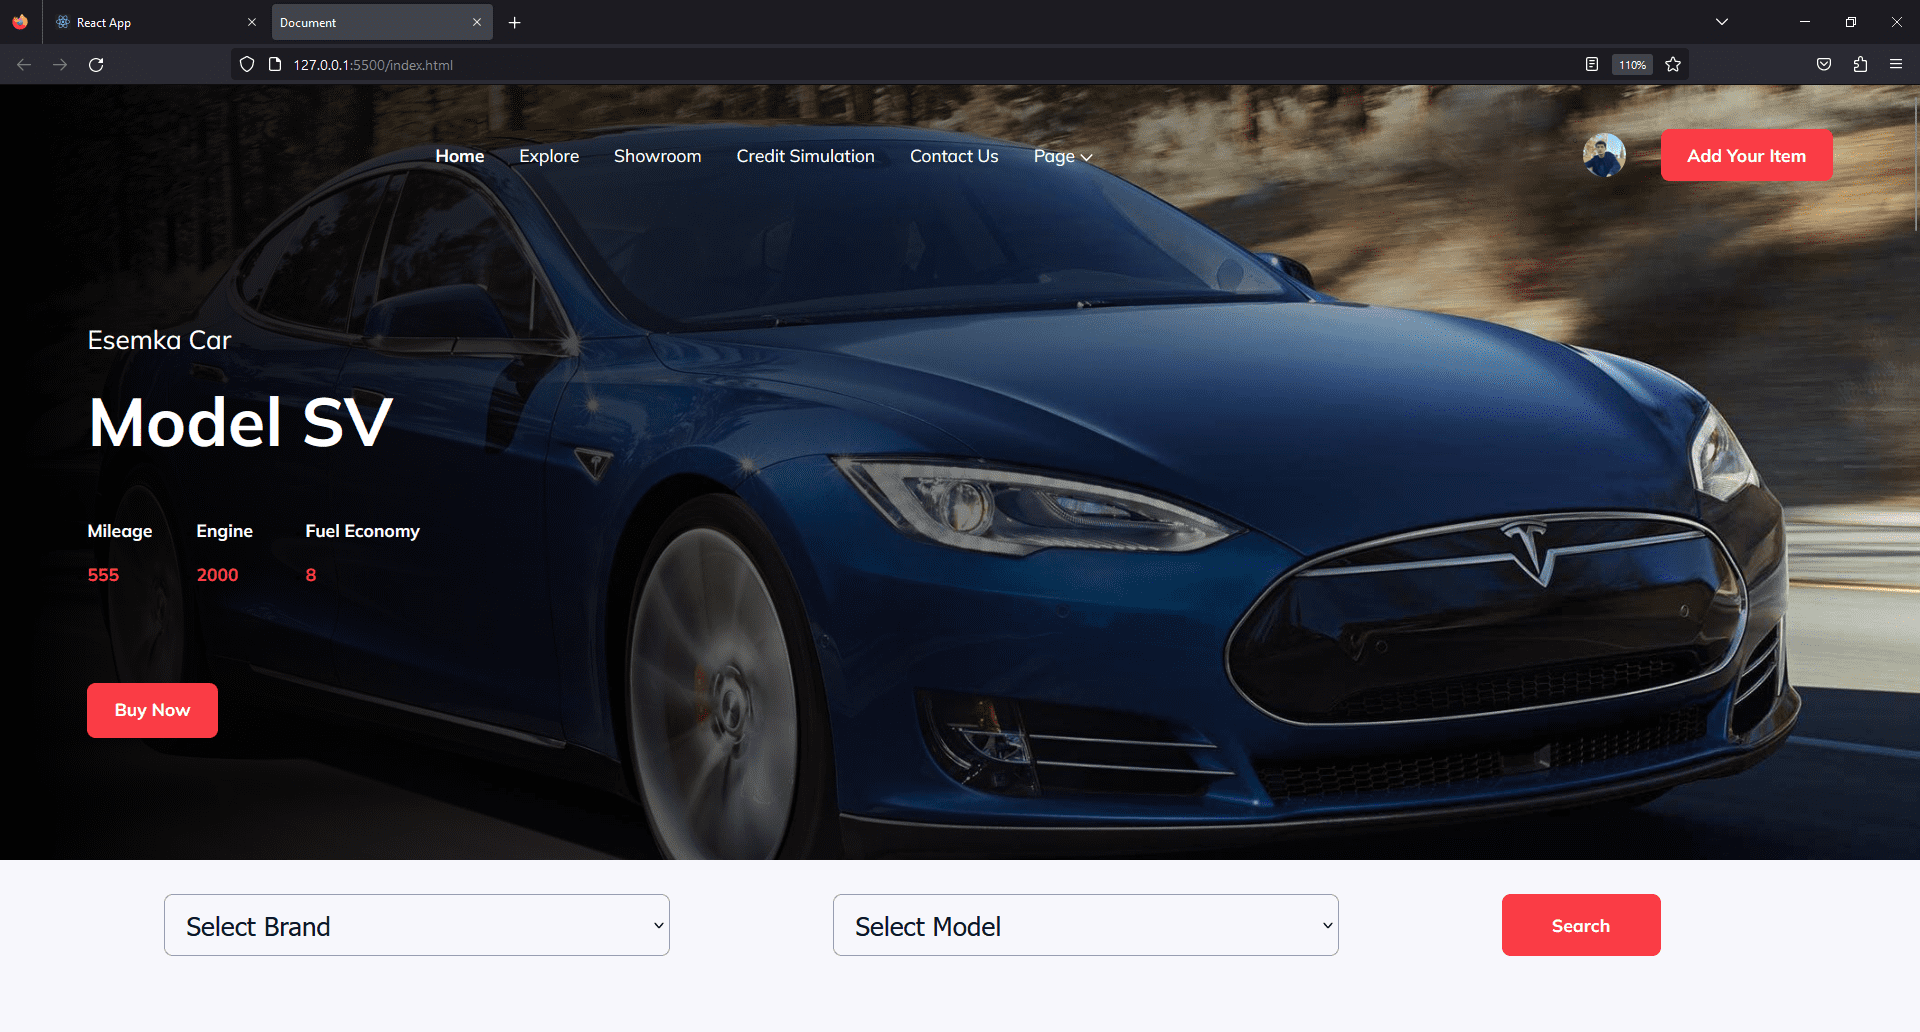 React App
Document
127.0.0.1:5500/index.html
110%
Home
Explore
Showroom
Credit Simulation
Contact Us
Page
Add Your Item
Esemka Car
Model SV
Mileage
Engine
Fuel Economy
555
2000
8
Buy Now
Select Brand
Select Model
Search